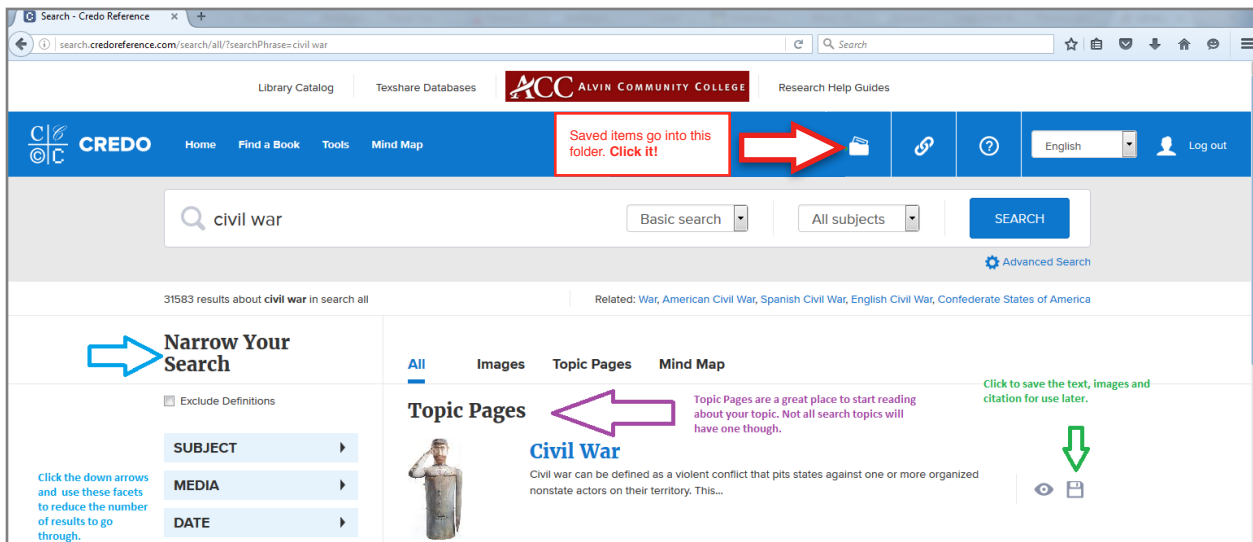 Search - Credo Reference
search.credoreference.com/search/all/?searchPhrase=civil war
Search
Library Catalog
Texshare Databases
ACC ALVIN COMMUNITY COLLEGE
Research Help Guides
CREDO
Home
Find a Book
Tools
Mind Map
Saved items go into this
folder. Click it!
English
Log out
civil war
Basic search
All subjects
SEARCH
Advanced Search
31583 results about civil war in search all
Related: War, American Civil War, Spanish Civil War, English Civil War, Confederate States of America
Narrow Your
Search
Exclude Definitions
SUBJECT
MEDIA
DATE
Click the down arrows
and use these facets
to reduce the number
of results to go
through.
All
Images
Topic Pages
Mind Map
Topic Pages
Topic Pages are a great place to start reading
about your topic. Not all search topics will
have one though.
Click to save the text, images and
citation for use later.
Civil War
Civil war can be defined as a violent conflict that pits states against one or more organized
nonstate actors on their territory. This...